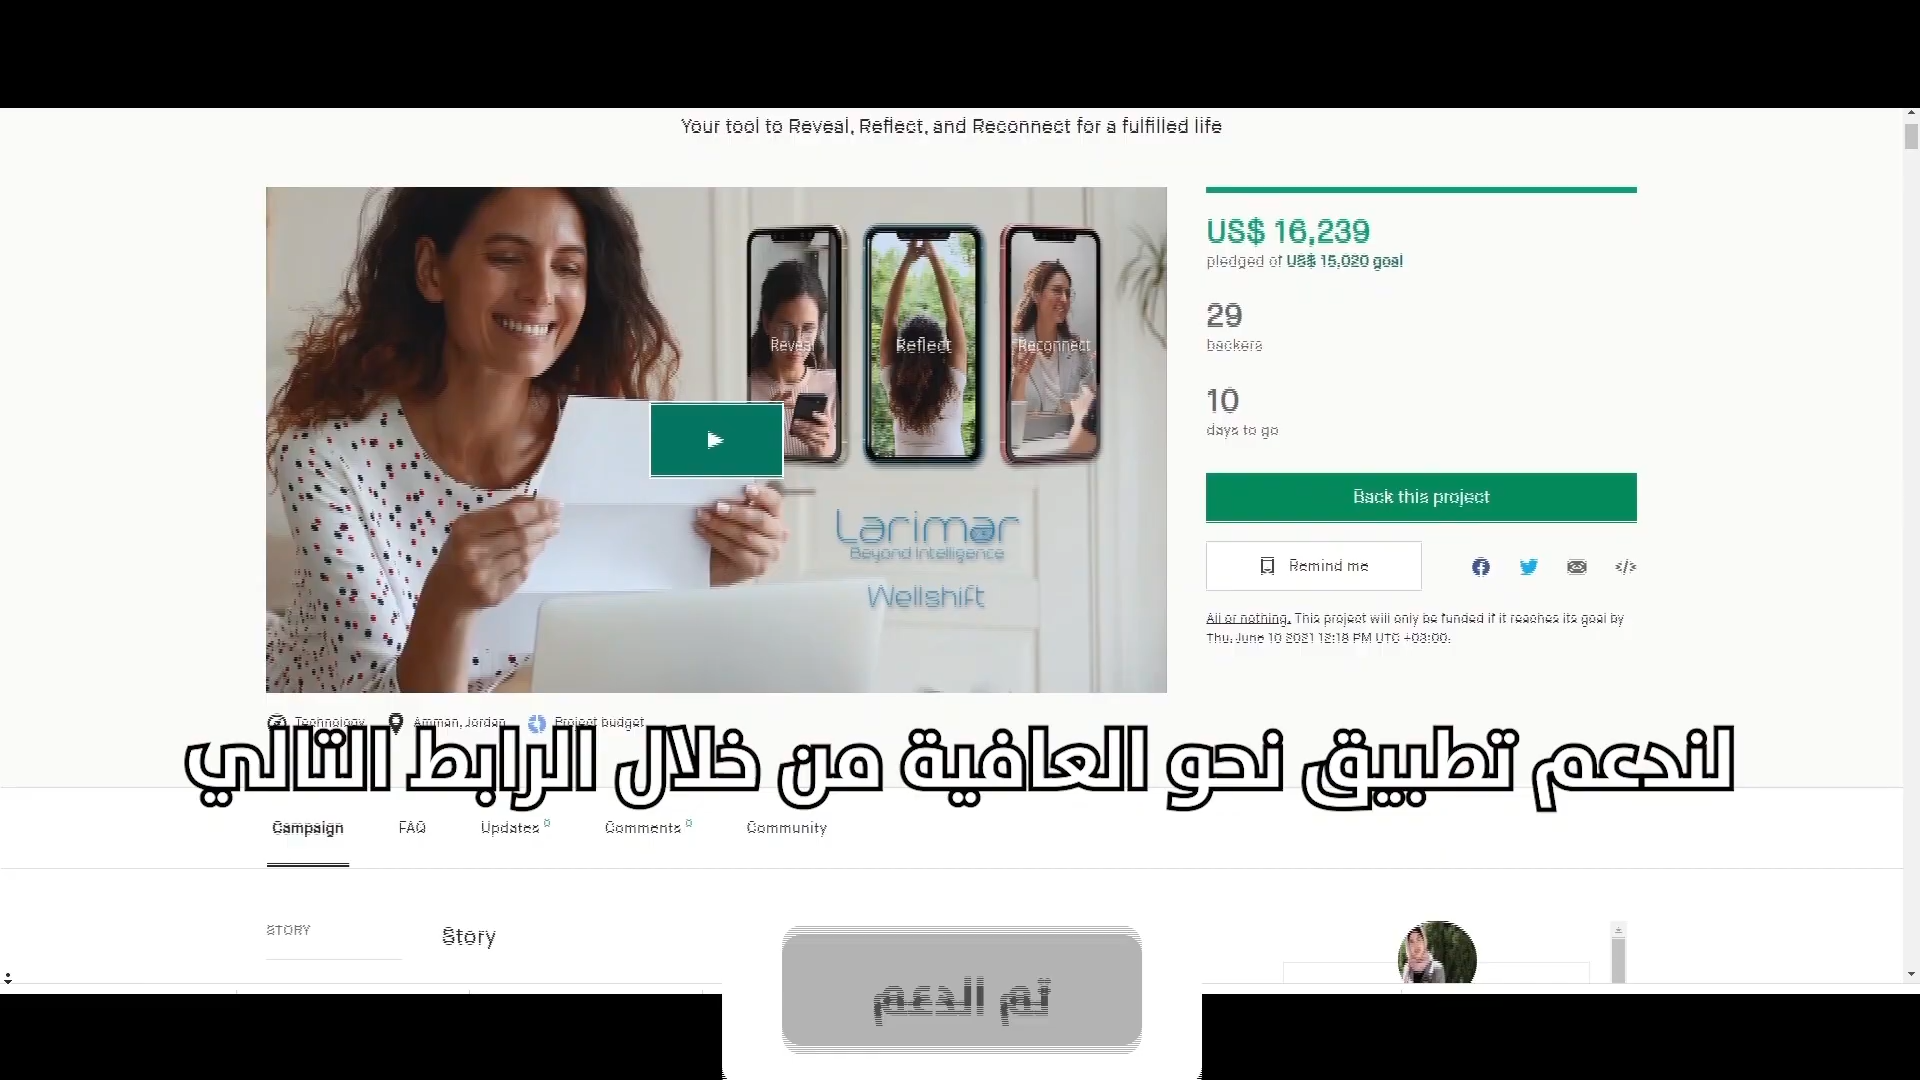 Your tool to Reveal, Reflect, and Reconnect for a fulfilled life
Reveal
Reflect
Reconnect
Larimar
Beyond Intelligence
Wellshift
US$ 16,239
pledged of US$ 15,020 goal
29
backers
10
days to go
Back this project
Remind me
All or nothing. This project will only be funded if it reaches its goal by
Thu, June 10 2021 12:18 PM UTC +03:00.
Technology
Amman, Jordan
Project budget
لندعم تطبيق نحو العافية من خلال الرابط التالي
Campaign
FAQ
Updates 0
Comments 0
Community
STORY
Story
تم الدعم